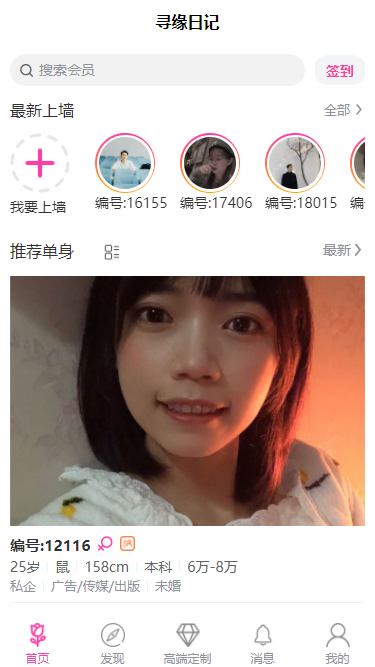 寻缘日记
搜索会员 签到
最新上墙 全部
我要上墙 编号:16155 编号:17406 编号:18015 编
推荐单身 最新
编号:12116
25岁 鼠 158cm 本科 6万-8万
私企 广告/传媒/出版 未婚
首页 发现 高端定制 消息 我的